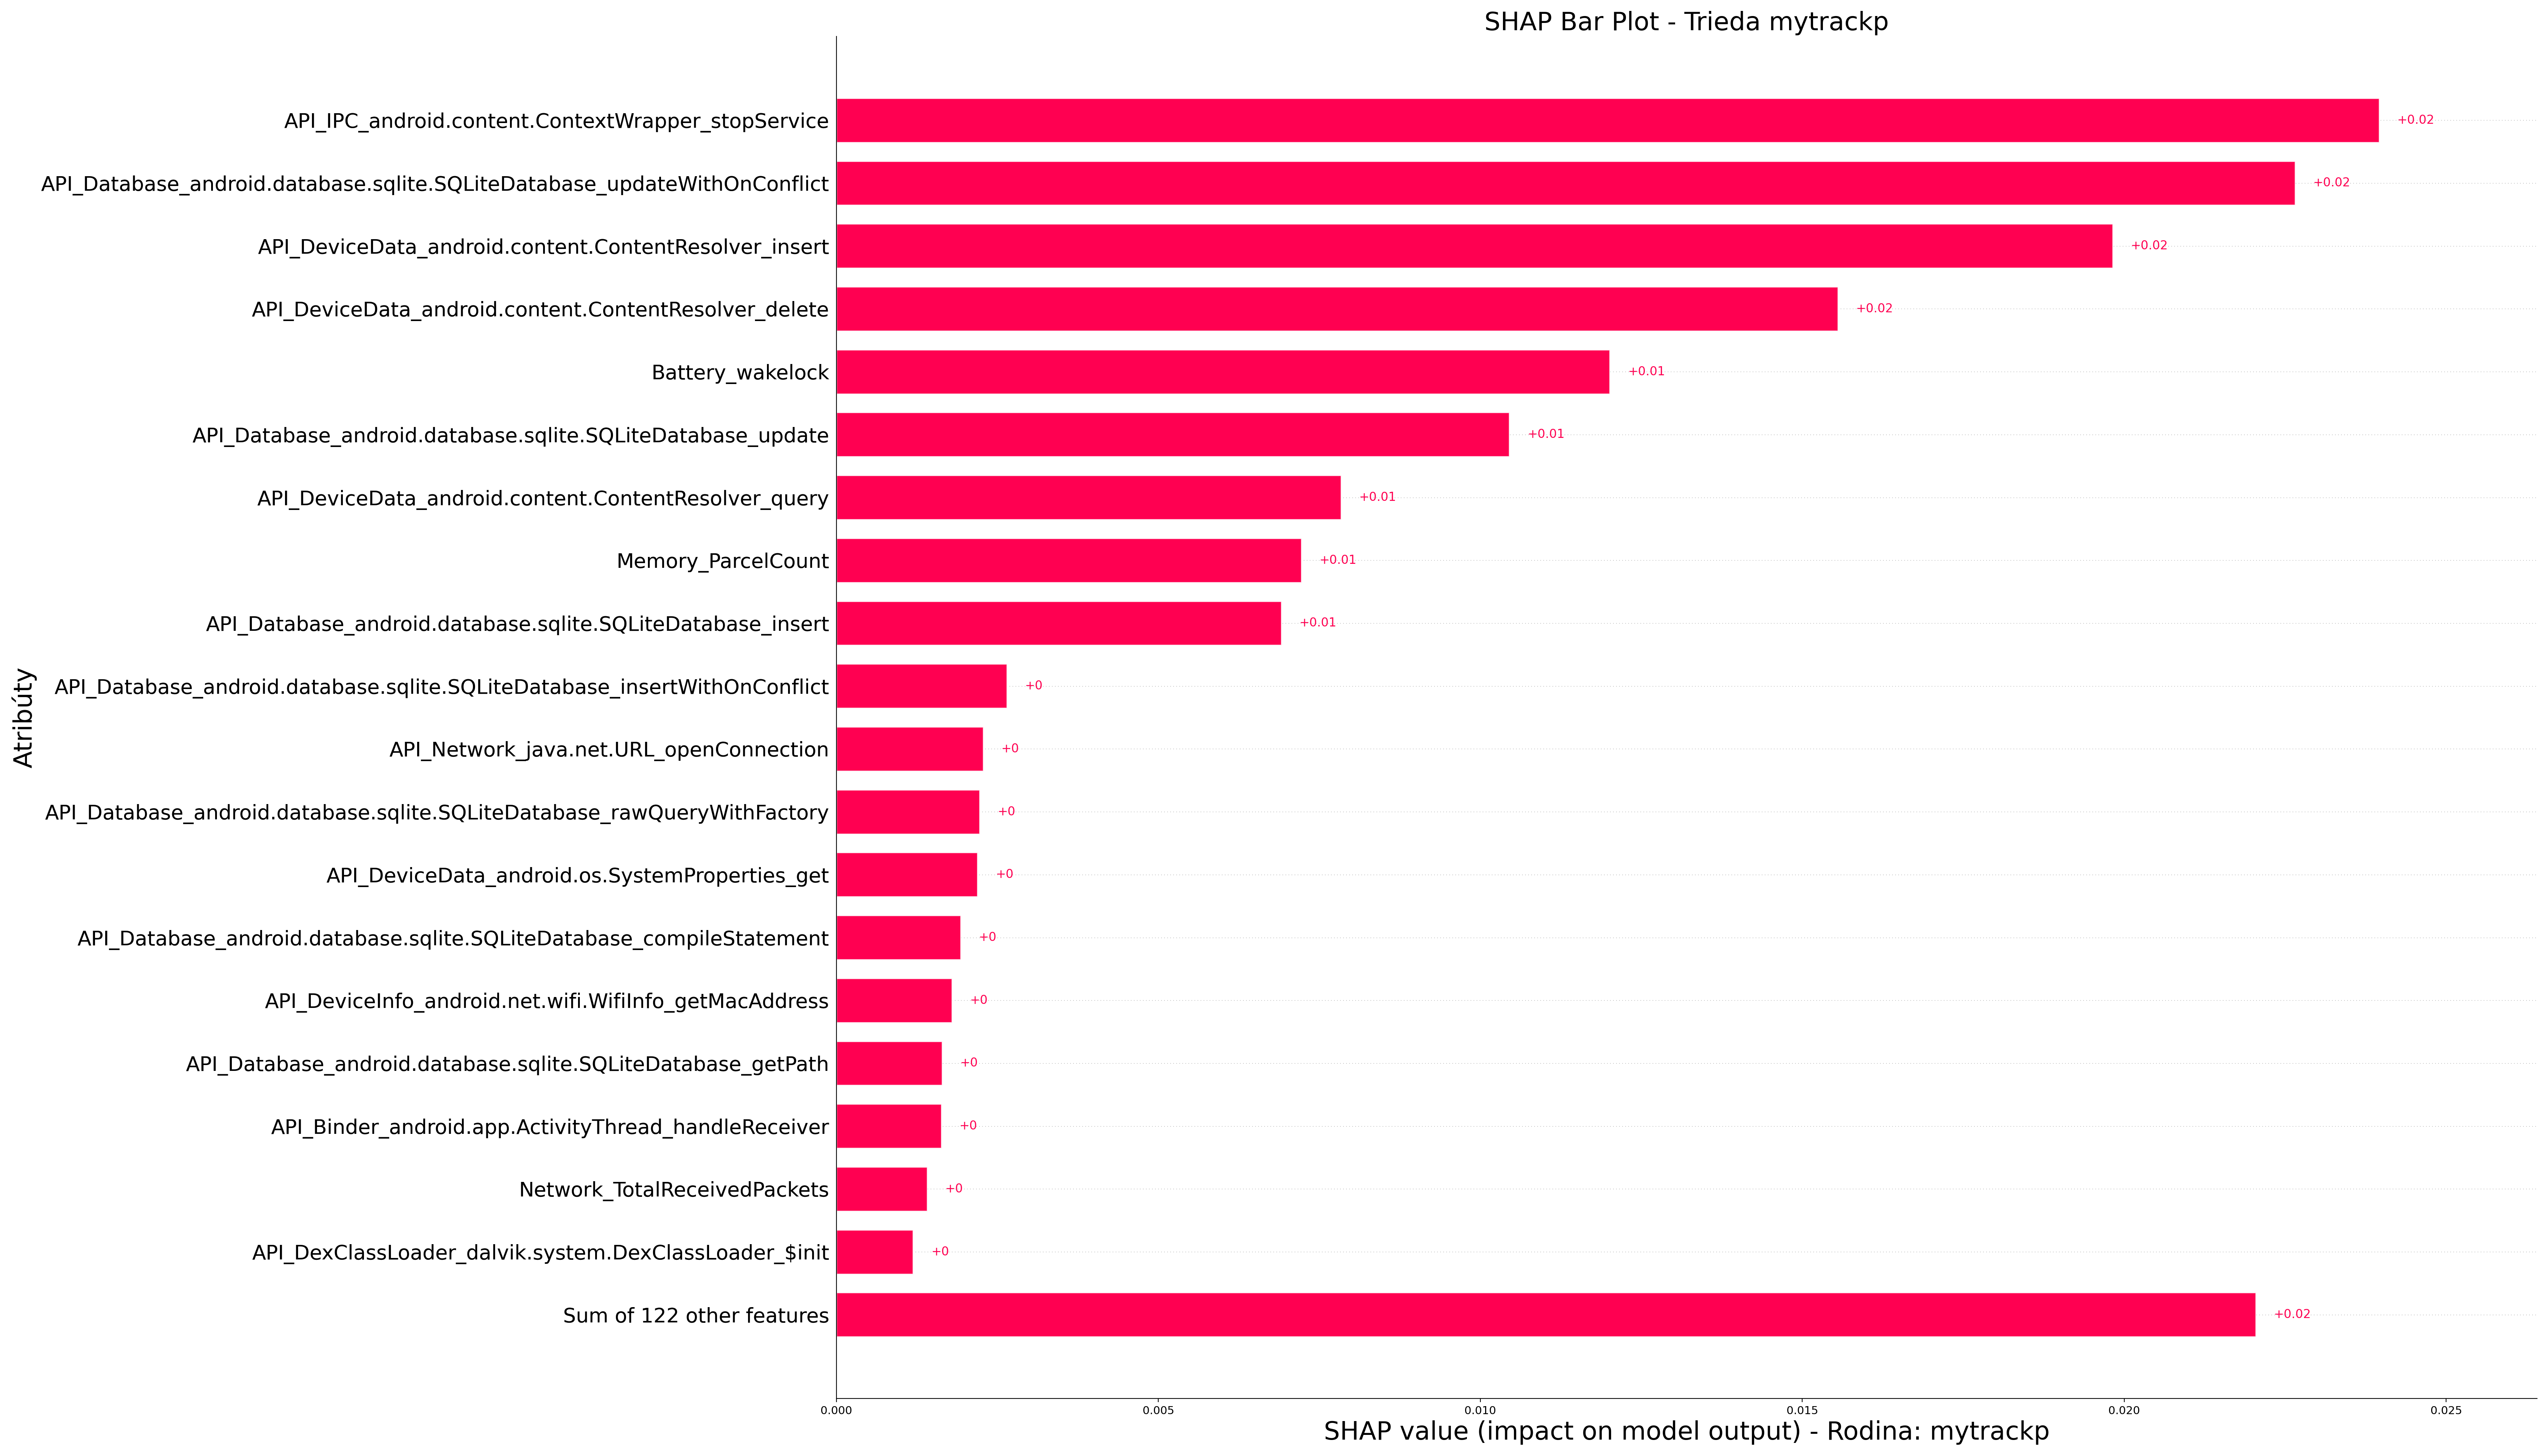 SHAP Bar Plot - Trieda mytrackp
API_IPC_android.content.ContextWrapper_stopService
+0.02
API_Database_android.database.sqlite.SQLiteDatabase_updateWithOnConflict
+0.02
API_DeviceData_android.content.ContentResolver_insert
+0.02
API_DeviceData_android.content.ContentResolver_delete
+0.02
Battery_wakelock
+0.01
API_Database_android.database.sqlite.SQLiteDatabase_update
+0.01
API_DeviceData_android.content.ContentResolver_query
+0.01
Memory_ParcelCount
+0.01
API_Database_android.database.sqlite.SQLiteDatabase_insert
+0.01
API_Database_android.database.sqlite.SQLiteDatabase_insertWithOnConflict
+0
API_Network_java.net.URL_openConnection
+0
API_Database_android.database.sqlite.SQLiteDatabase_rawQueryWithFactory
+0
API_DeviceData_android.os.SystemProperties_get
+0
API_Database_android.database.sqlite.SQLiteDatabase_compileStatement
+0
API_DeviceInfo_android.net.wifi.WifiInfo_getMacAddress
+0
API_Database_android.database.sqlite.SQLiteDatabase_getPath
+0
API_Binder_android.app.ActivityThread_handleReceiver
+0
Network_TotalReceivedPackets
+0
API_DexClassLoader_dalvik.system.DexClassLoader_$init
+0
Sum of 122 other features
+0.02
Atribúty
0.000 0.005 0.010 0.015 0.020 0.025
SHAP value (impact on model output) - Rodina: mytrackp